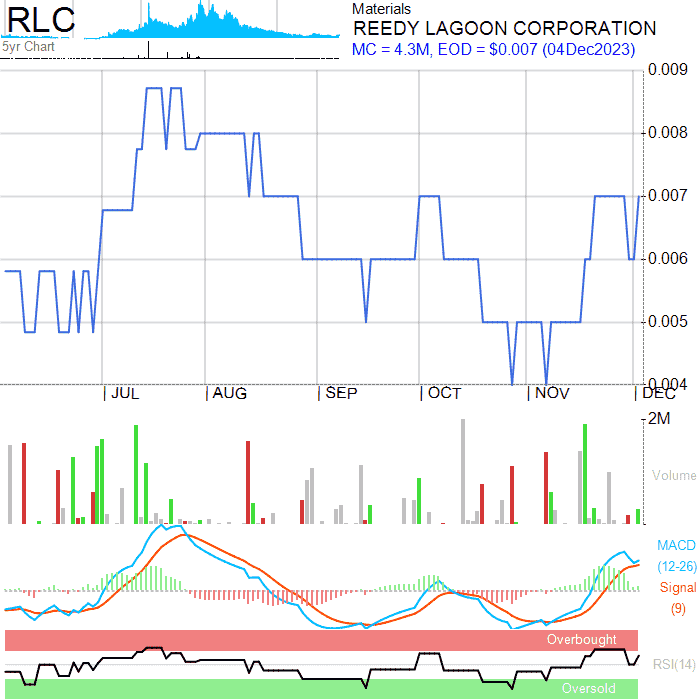 RLC
5yr Chart
Materials
REEDY LAGOON CORPORATION
MC = 4.3M, EOD = $0.007 (04Dec2023)
0.009
0.008
0.007
0.006
0.005
0.004
JUL AUG SEP OCT NOV DEC
2M
Volume
MACD
(12-26)
Signal
(9)
Overbought
RSI(14)
Oversold